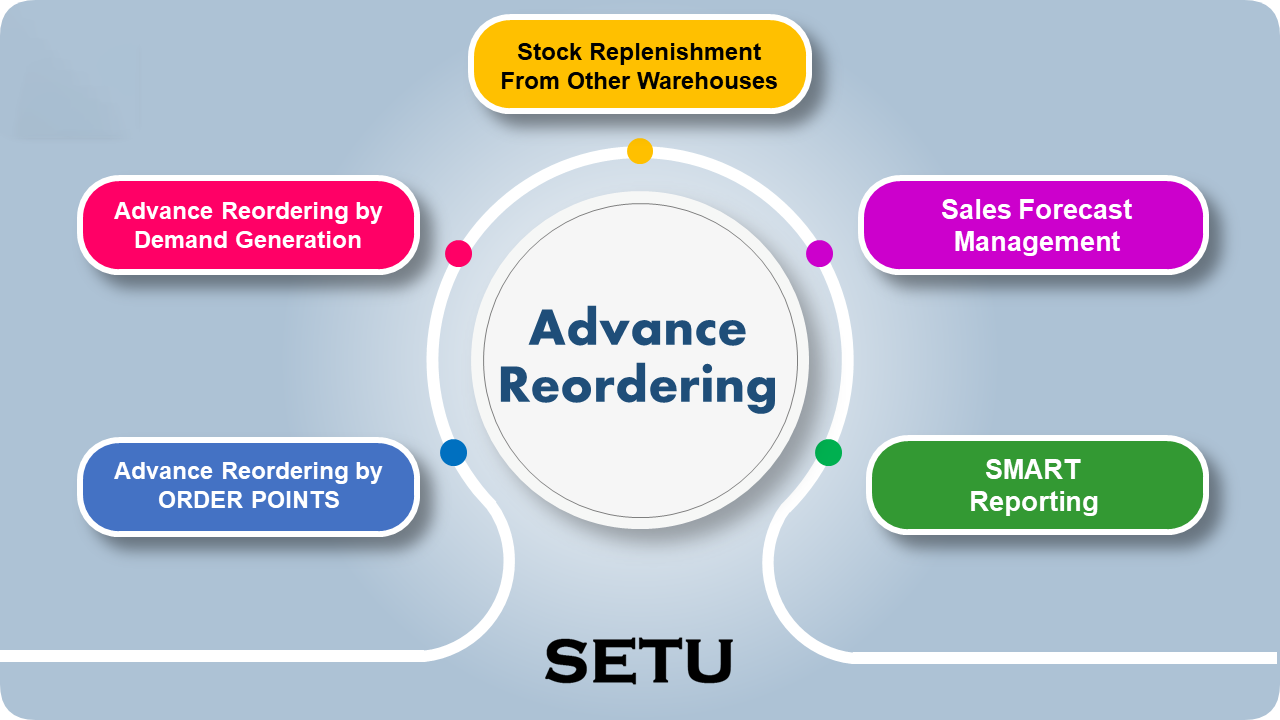 Stock Replenishment
From Other Warehouses
Advance Reordering by
Demand Generation
Sales Forecast
Management
Advance
Reordering
Advance Reordering by
ORDER POINTS
SMART
Reporting
SETU